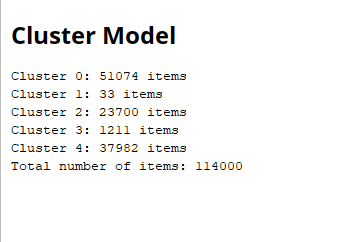 Cluster Model
Cluster 0: 51074 items
Cluster 1: 33 items
Cluster 2: 23700 items
Cluster 3: 1211 items
Cluster 4: 37982 items
Total number of items: 114000